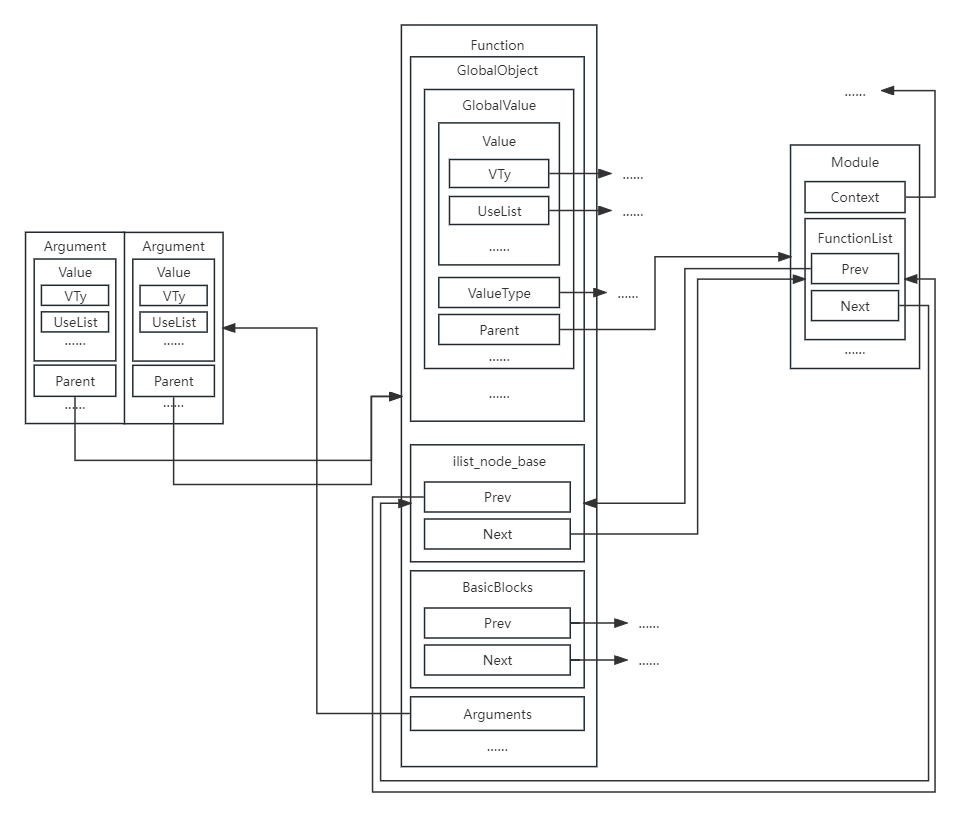 Function
GlobalObject
GlobalValue
Value
VTy
......
UseList
......
......
ValueType
......
Parent
......
......
ilist_node_base
Prev
Next
BasicBlocks
Prev
......
Next
......
Arguments
......
Argument
Value
VTy
UseList
......
Parent
......
Argument
Value
VTy
UseList
......
Parent
......
......
Module
Context
FunctionList
Prev
Next
......